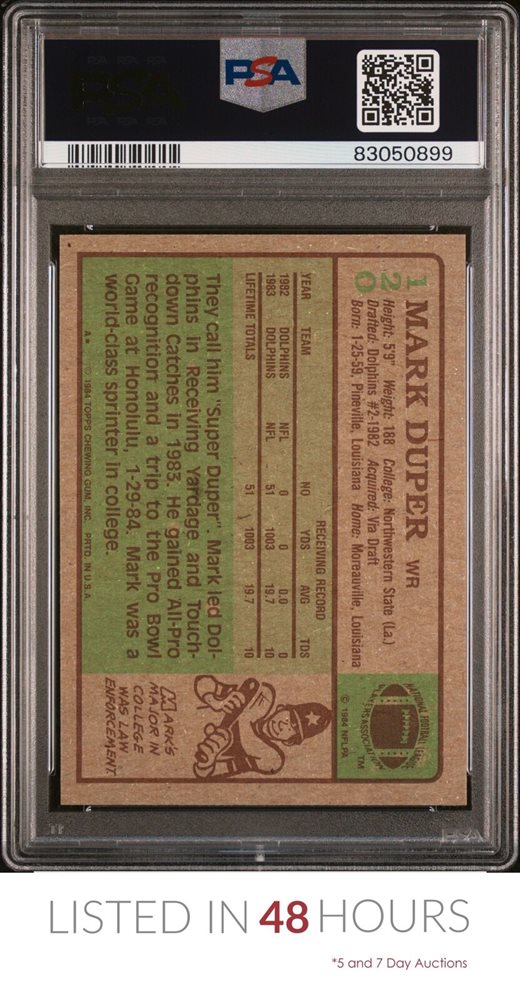 PSA
83050899
120
MARK DUPER WR
Height: 5'9" Weight: 188 College: Northwestern State (La.)
Drafted: Dolphins #2-1982 Acquired: Via Draft
Born: 1-25-59, Pineville, Louisiana Home: Moreauville, Louisiana
NATIONAL FOOTBALL LEAGUE
PLAYERS ASSOCIATION
TM
© 1984 NFLPA
RECEIVING RECORD
YEAR TEAM NO YDS AVG TDS
1982 DOLPHINS NFL 0 0 0.0 0
1983 DOLPHINS NFL 51 1003 19.7 10
LIFETIME TOTALS 51 1003 19.7 10
They call him "Super Duper". Mark led Dol-
phins in Receiving Yardage and Touch-
down Catches in 1983. He gained All-Pro
recognition and a trip to the Pro Bowl
Game at Honolulu, 1-29-84. Mark was a
world-class sprinter in college.
MARK'S
MAJOR IN
COLLEGE
WAS LAW
ENFORCEMENT
A* © 1984 TOPPS CHEWING GUM, INC. PRTD. IN U.S.A.
LISTED IN 48 HOURS
*5 and 7 Day Auctions